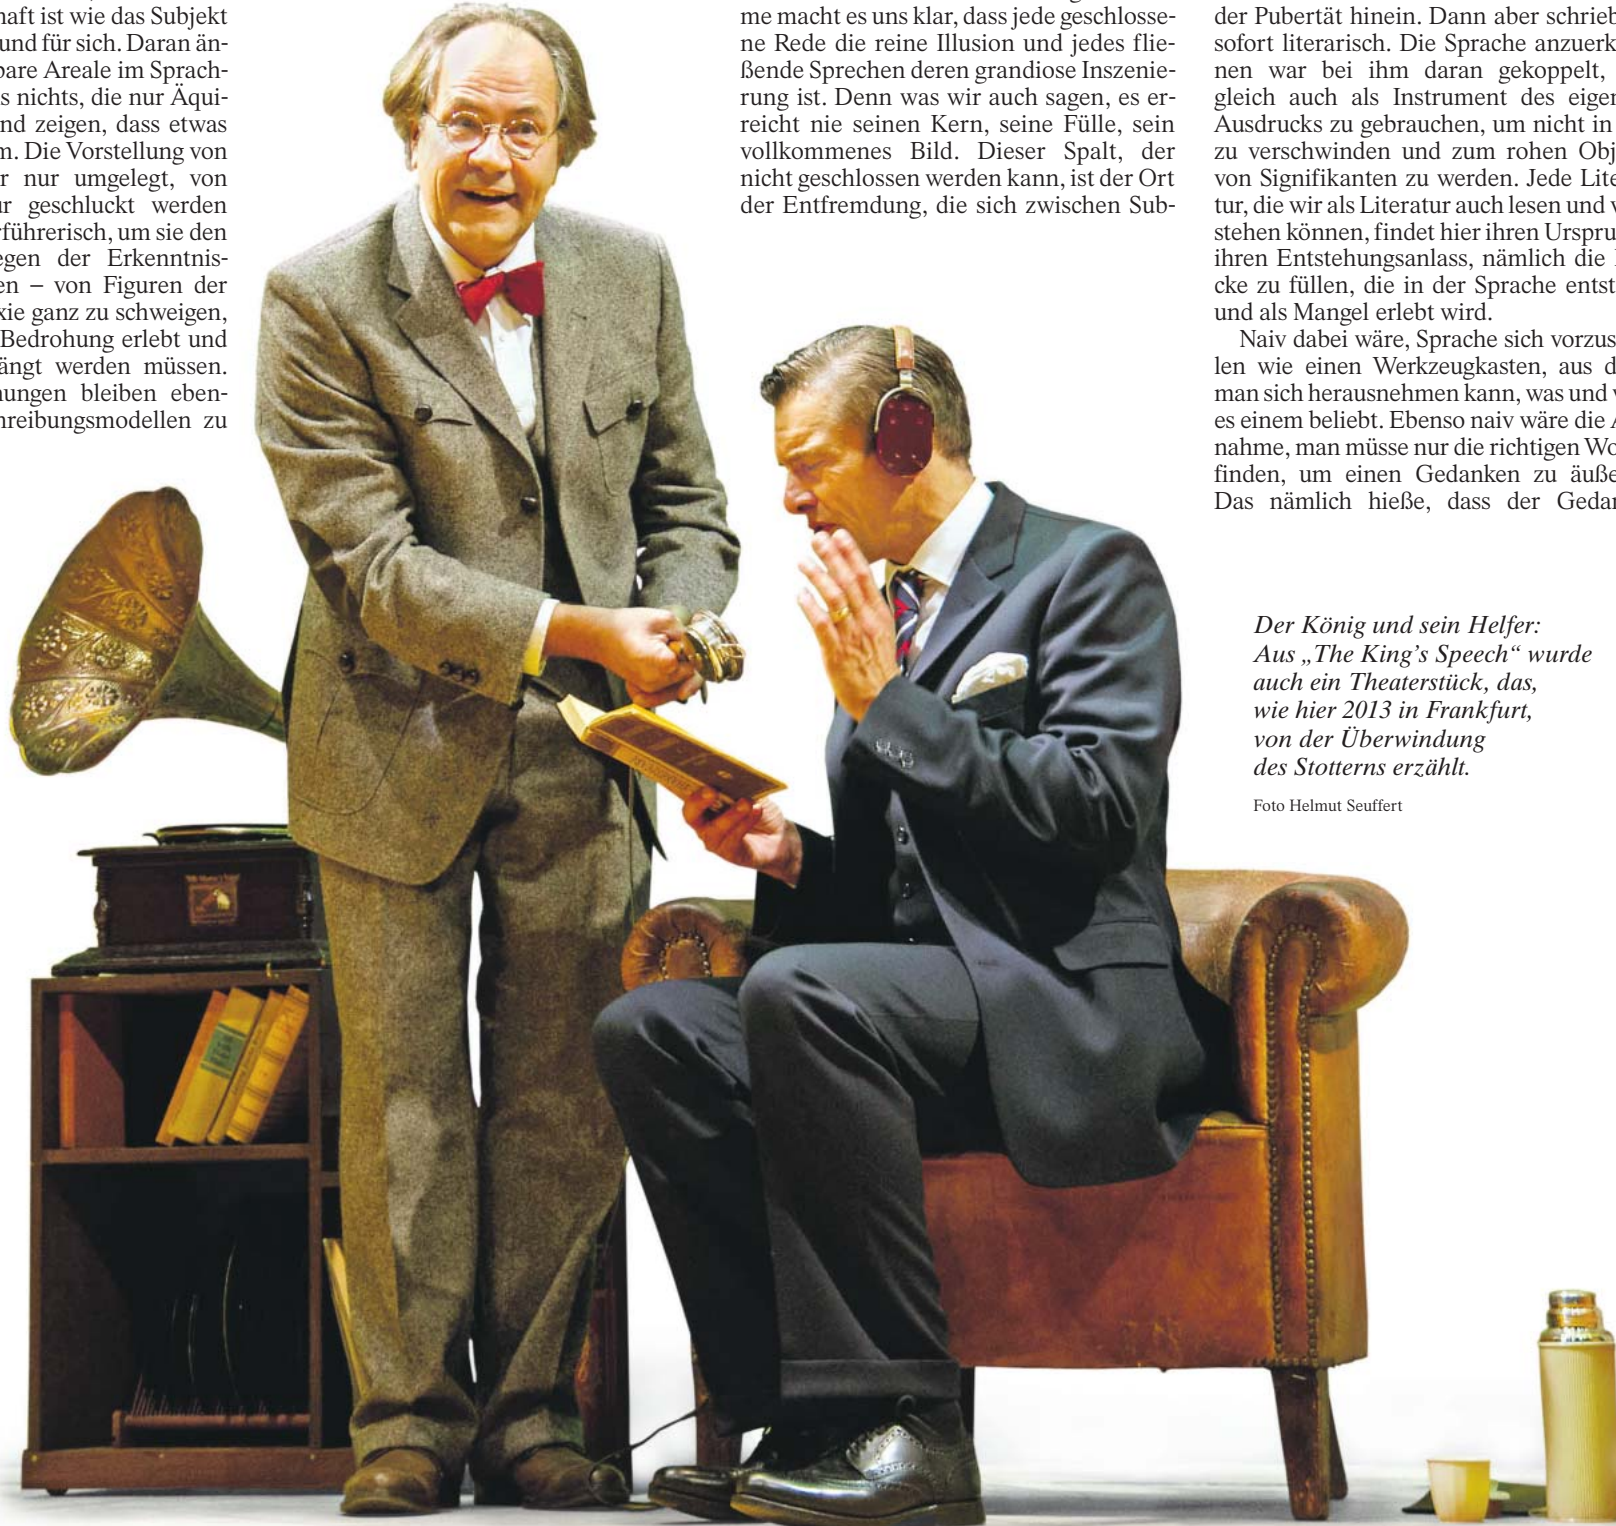 haft ist wie das Subjekt
und für sich. Daran än-
pare Areale im Sprach-
s nichts, die nur Äqui-
nd zeigen, dass etwas
m. Die Vorstellung von
r nur umgelegt, von
ur geschluckt werden
rführerisch, um sie den
egen der Erkenntnis-
en – von Figuren der
xie ganz zu schweigen,
Bedrohung erlebt und
ängt werden müssen.
nungen bleiben eben-
hreibungsmodellen zu
me macht es uns klar, dass jede geschlosse-
ne Rede die reine Illusion und jedes flie-
ßende Sprechen deren grandiose Inszenie-
rung ist. Denn was wir auch sagen, es er-
reicht nie seinen Kern, seine Fülle, sein
vollkommenes Bild. Dieser Spalt, der
nicht geschlossen werden kann, ist der Ort
der Entfremdung, die sich zwischen Sub-
der Pubertät hinein. Dann aber schrieb
sofort literarisch. Die Sprache anzuerk
nen war bei ihm daran gekoppelt,
gleich auch als Instrument des eiger
Ausdrucks zu gebrauchen, um nicht in
zu verschwinden und zum rohen Obj
von Signifikanten zu werden. Jede Lite
tur, die wir als Literatur auch lesen und v
stehen können, findet hier ihren Urspru
ihren Entstehungsanlass, nämlich die
cke zu füllen, die in der Sprache entst
und als Mangel erlebt wird.
Naiv dabei wäre, Sprache sich vorzus
len wie einen Werkzeugkasten, aus d
man sich herausnehmen kann, was und v
es einem beliebt. Ebenso naiv wäre die A
nahme, man müsse nur die richtigen Wo
finden, um einen Gedanken zu äuße
Das nämlich hieße, dass der Gedar
Der König und sein Helfer:
Aus „The King's Speech“ wurde
auch ein Theaterstück, das,
wie hier 2013 in Frankfurt,
von der Überwindung
des Stotterns erzählt.
Foto Helmut Seuffert